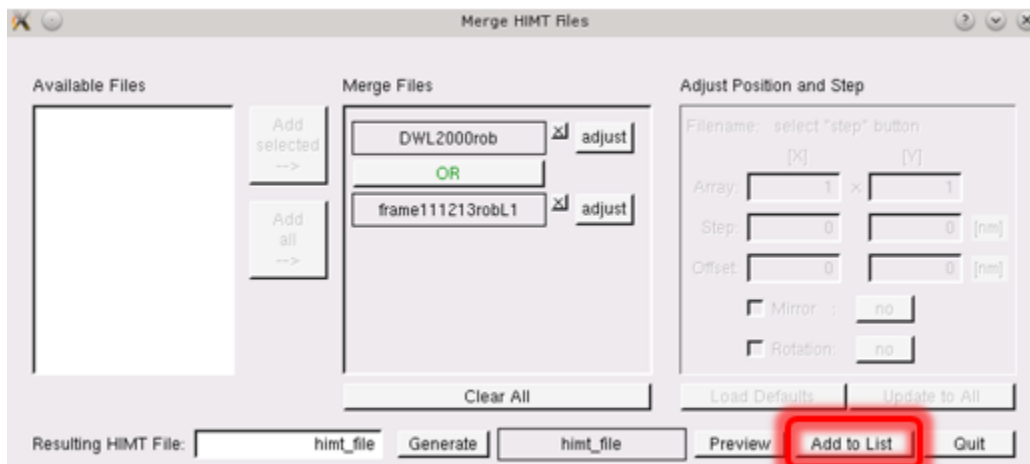 Merge HIMT Files
Available Files
Merge Files
Adjust Position and Step
Add
selected
-->
Add
all
-->
DWL2000rob
x
adjust
OR
frame111213robL1
x
adjust
Clear All
Filename: select "step" button
[X] [Y]
Array: 1 x 1
Step: 0 0 [nm]
Offset: 0 0 [nm]
Mirror : no
Rotation: no
Load Defaults Update to All
Resulting HIMT File: himt_file Generate himt_file Preview Add to List Quit